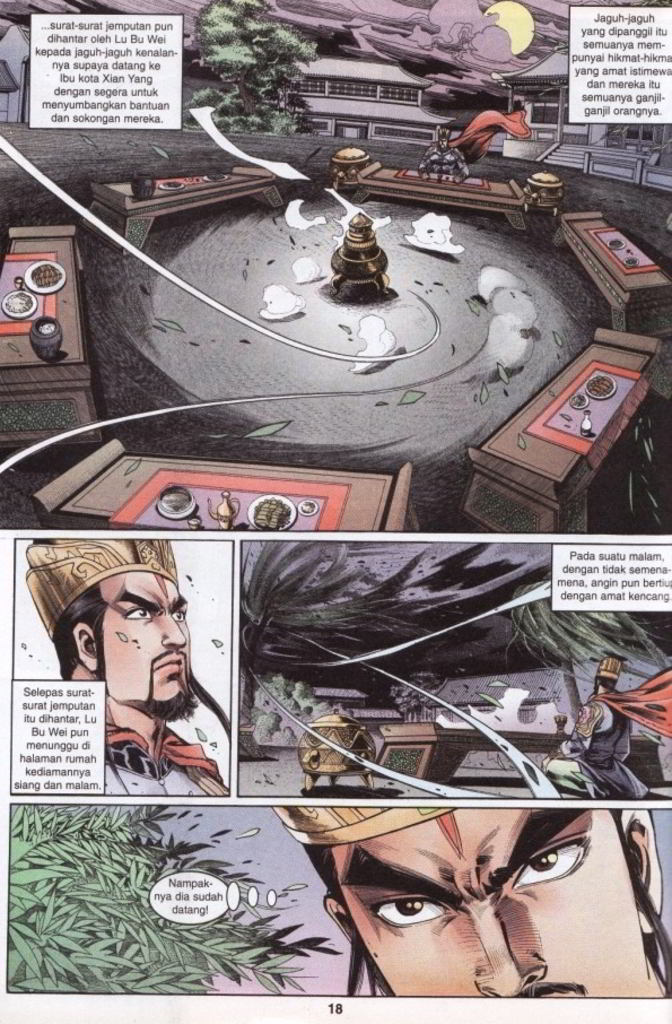 ...surat-surat jemputan pun
dihantar oleh Lu Bu Wei
kepada jaguh-jaguh kenalan-
nya supaya datang ke
Ibu kota Xian Yang
dengan segera untuk
menyumbangkan bantuan
dan sokongan mereka.
Jaguh-jaguh
yang dipanggil itu
semuanya mem-
punyai hikmat-hikmat
yang amat istimewa
dan mereka itu
semuanya ganjil-
ganjil orangnya.
Selepas surat-
surat jemputan
itu dihantar, Lu
Bu Wei pun
menunggu di
halaman rumah
kediamannya
siang dan malam.
Pada suatu malam,
dengan tidak semena-
mena, angin pun bertiup
dengan amat kencang.
Nampak-
nya dia sudah
datang!
18